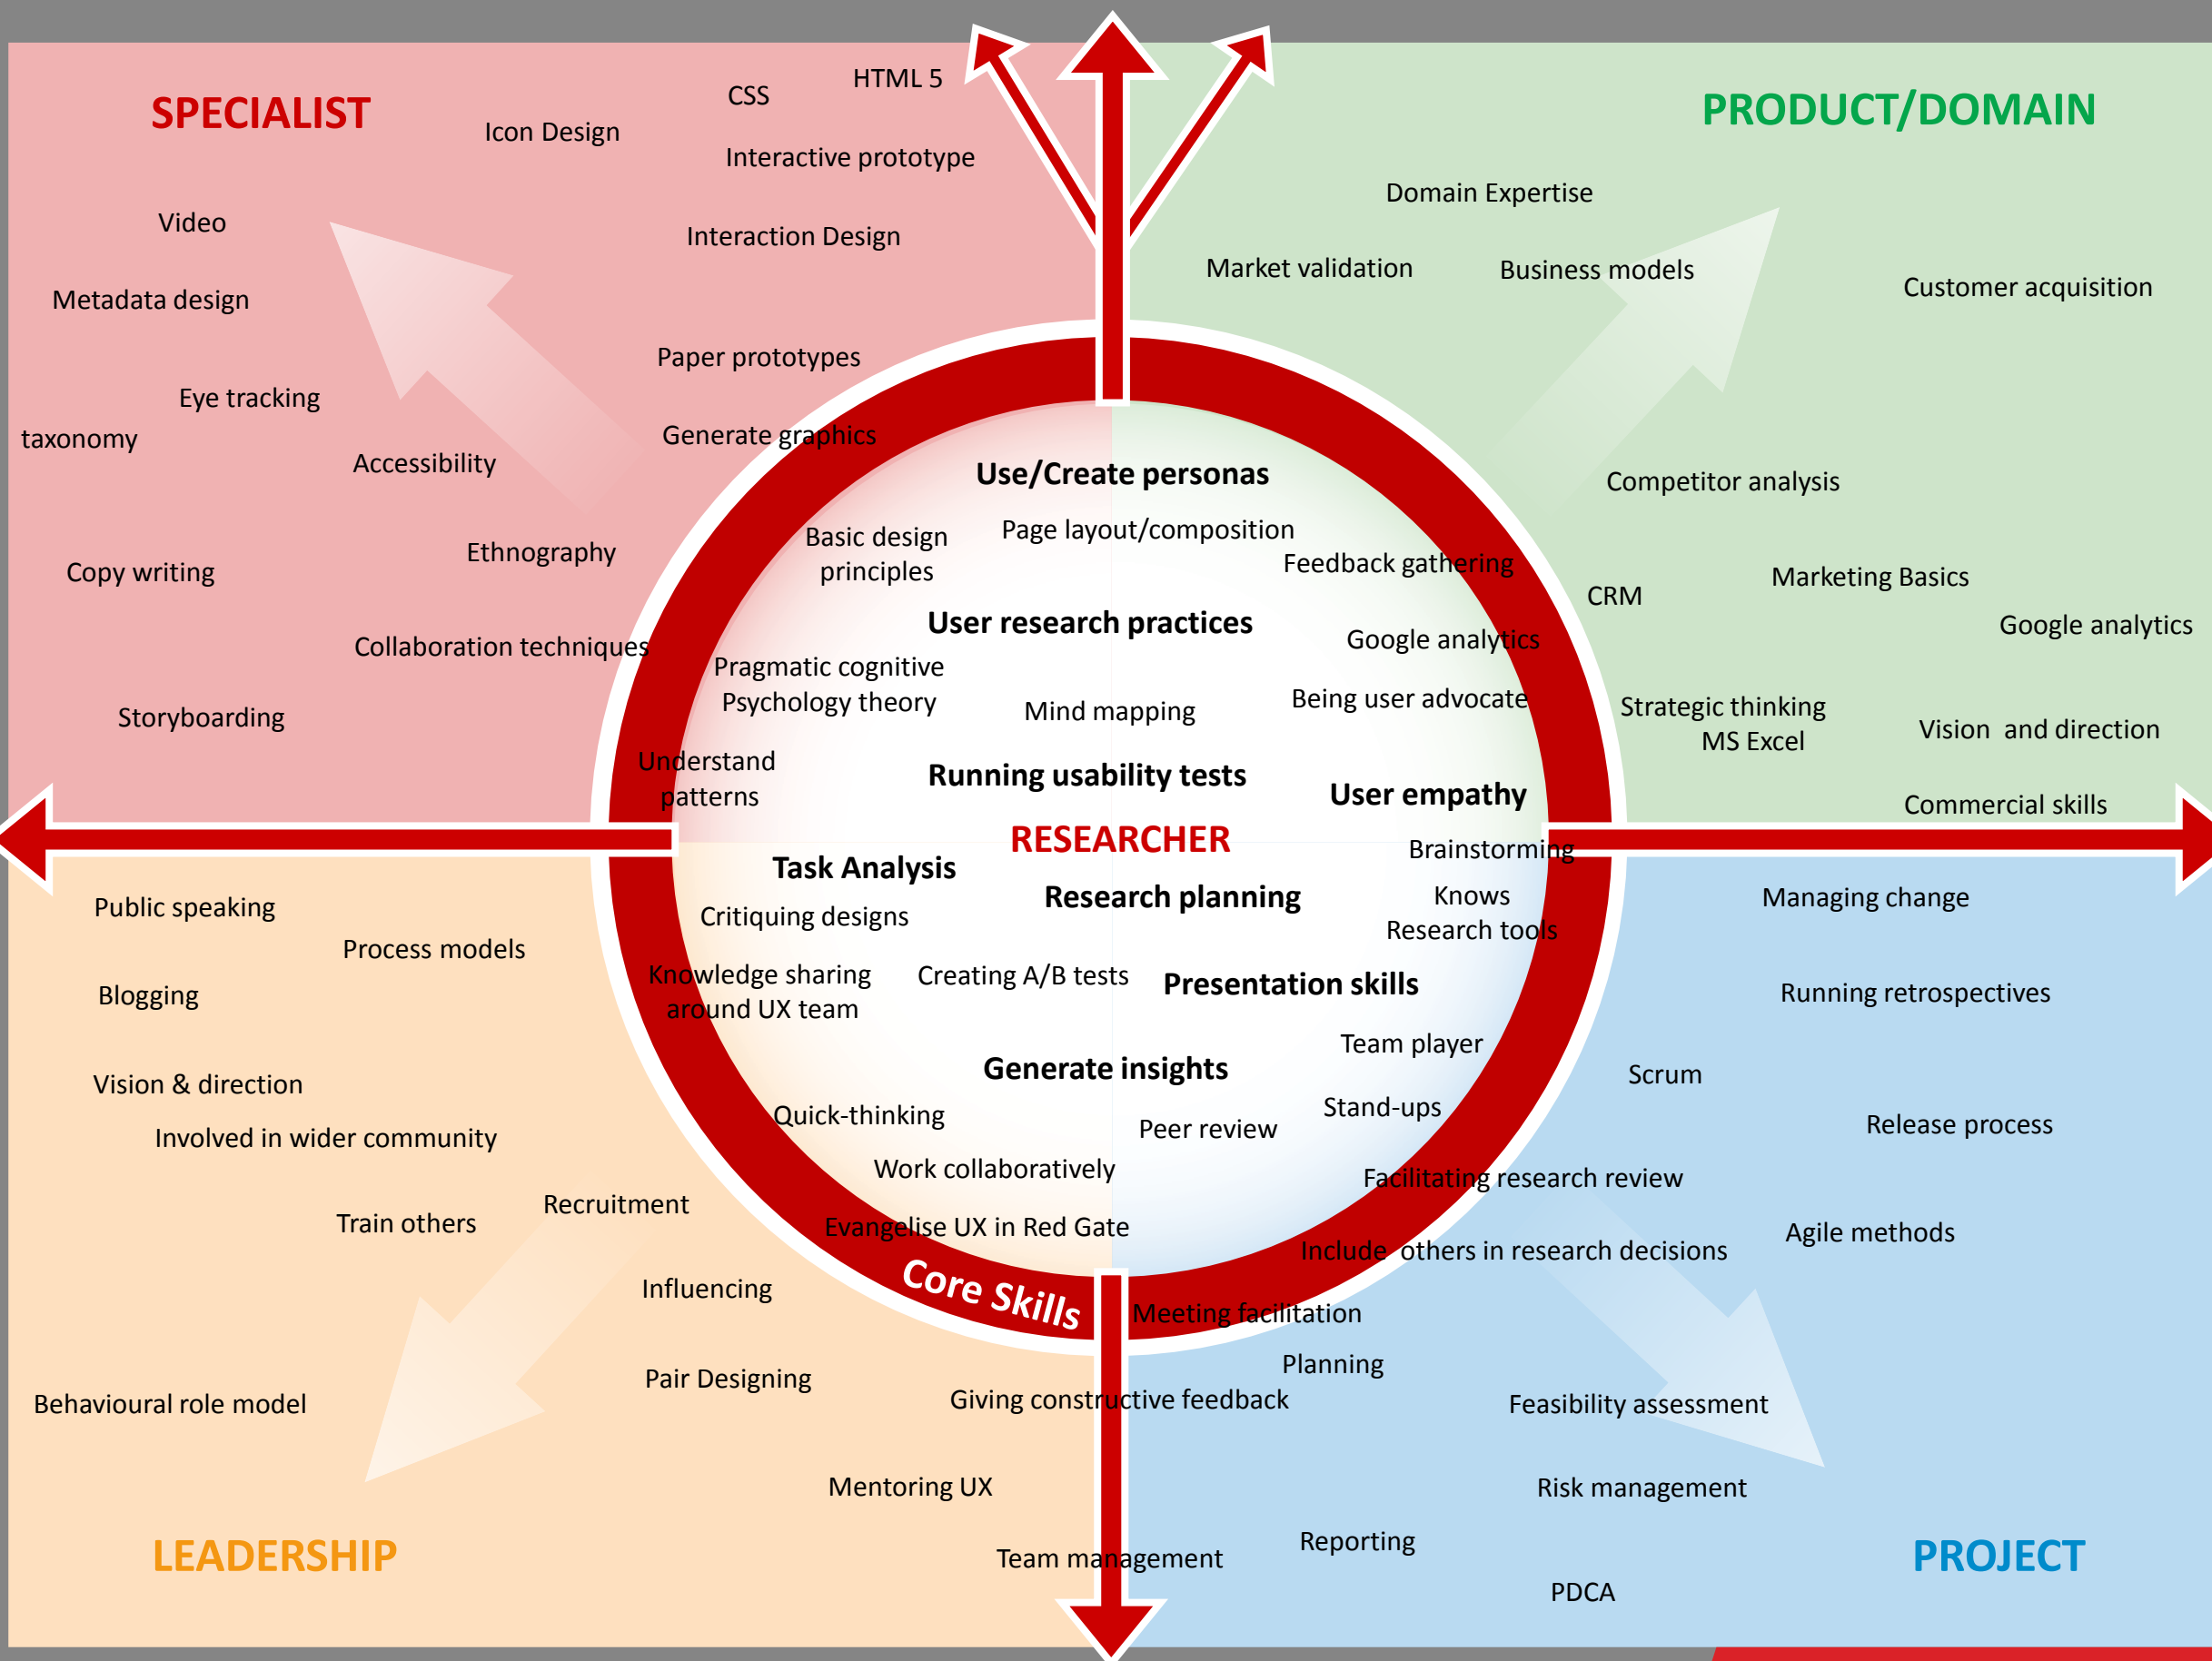 SPECIALIST
HTML 5
CSS
Icon Design
Interactive prototype
Video
Interaction Design
Metadata design
Paper prototypes
Eye tracking
taxonomy
Generate graphics
Accessibility
Ethnography
Copy writing
Collaboration techniques
Storyboarding
PRODUCT/DOMAIN
Domain Expertise
Market validation
Business models
Customer acquisition
Competitor analysis
Marketing Basics
CRM
Google analytics
Strategic thinking
MS Excel
Vision  and direction
Commercial skills
Use/Create personas
Page layout/composition
Basic design
principles
Feedback gathering
User research practices
Google analytics
Pragmatic cognitive
Psychology theory
Mind mapping
Being user advocate
Understand
patterns
Running usability tests
User empathy
RESEARCHER
Brainstorming
Task Analysis
Research planning
Knows
Research tools
Critiquing designs
Knowledge sharing
around UX team
Creating A/B tests
Presentation skills
Team player
Generate insights
Stand-ups
Quick-thinking
Peer review
Work collaboratively
Facilitating research review
Evangelise UX in Red Gate
Include  others in research decisions
Core Skills
Meeting facilitation
Public speaking
Process models
Blogging
Vision & direction
Involved in wider community
Recruitment
Train others
Influencing
Pair Designing
Behavioural role model
Giving constructive feedback
Mentoring UX
LEADERSHIP
Team management
Managing change
Running retrospectives
Scrum
Release process
Agile methods
Planning
Feasibility assessment
Risk management
Reporting
PROJECT
PDCA